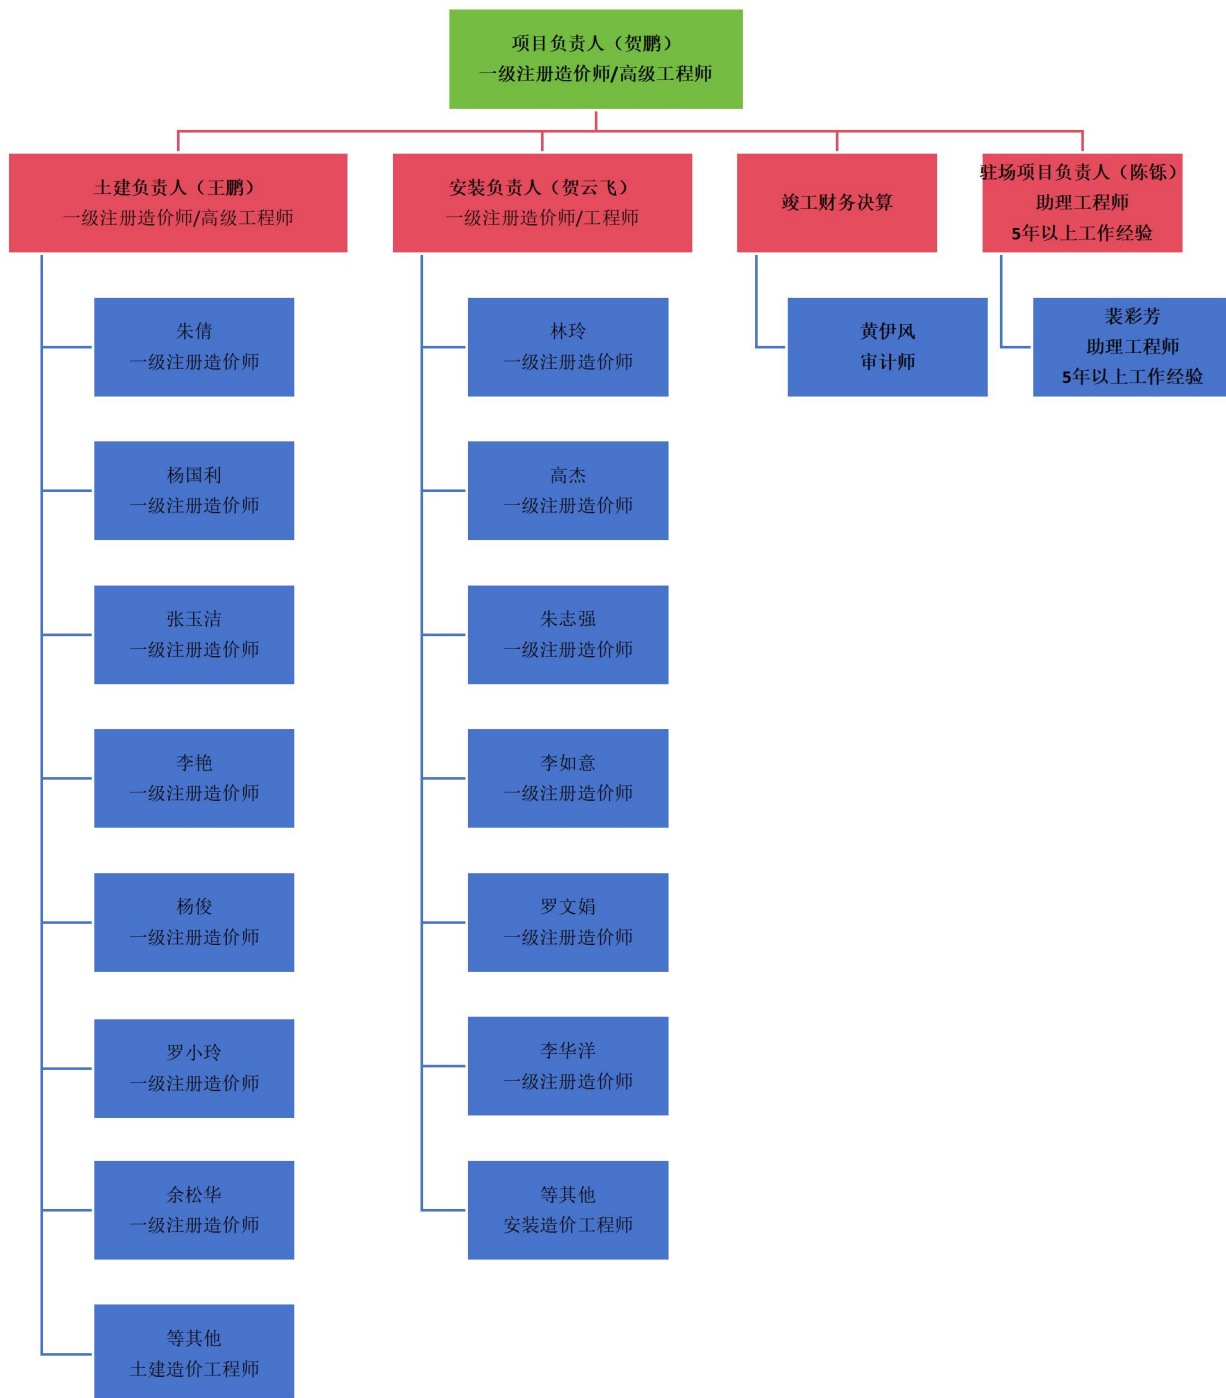 项目负责人（贺鹏）
一级注册造价师/高级工程师
土建负责人（王鹏）
一级注册造价师/高级工程师
安装负责人（贺云飞）
一级注册造价师/工程师
竣工财务决算
驻场项目负责人（陈铄）
助理工程师
5年以上工作经验
朱倩
一级注册造价师
杨国利
一级注册造价师
张玉洁
一级注册造价师
李艳
一级注册造价师
杨俊
一级注册造价师
罗小玲
一级注册造价师
余松华
一级注册造价师
等其他
土建造价工程师
林玲
一级注册造价师
高杰
一级注册造价师
朱志强
一级注册造价师
李如意
一级注册造价师
罗文娟
一级注册造价师
李华洋
一级注册造价师
等其他
安装造价工程师
黄伊风
审计师
裴彩芳
助理工程师
5年以上工作经验